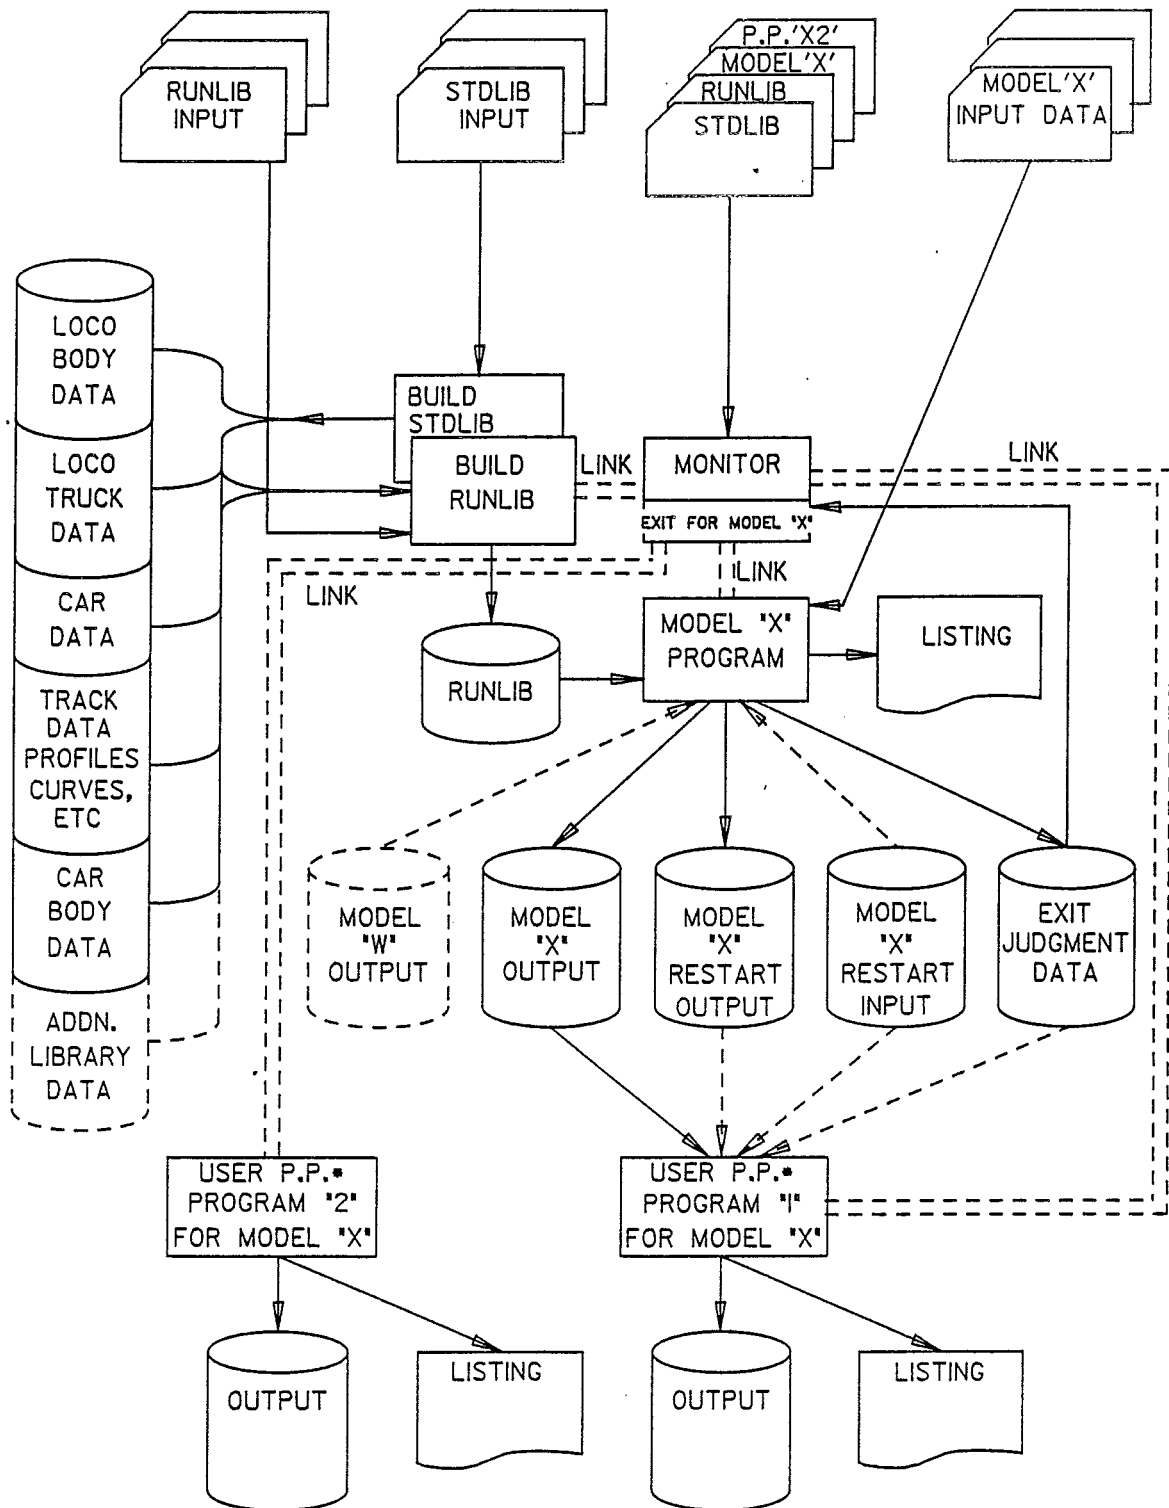 RUNLIB
INPUT
STDLIB
INPUT
P.P.'X2'
MODEL'X'
RUNLIB
STDLIB
MODEL'X'
INPUT DATA
LOCO
BODY
DATA
LOCO
TRUCK
DATA
CAR
DATA
TRACK
DATA
PROFILES
CURVES,
ETC
CAR
BODY
DATA
ADDN.
LIBRARY
DATA
BUILD
STDLIB
BUILD
RUNLIB
LINK
MONITOR
EXIT FOR MODEL "X"
LINK
LINK
LINK
RUNLIB
MODEL "X"
PROGRAM
LISTING
MODEL
"W"
OUTPUT
MODEL
"X"
OUTPUT
MODEL
"X"
RESTART
OUTPUT
MODEL
"X"
RESTART
INPUT
EXIT
JUDGMENT
DATA
USER P.P.*
PROGRAM "2"
FOR MODEL "X"
USER P.P.*
PROGRAM "1"
FOR MODEL "X"
OUTPUT
LISTING
OUTPUT
LISTING